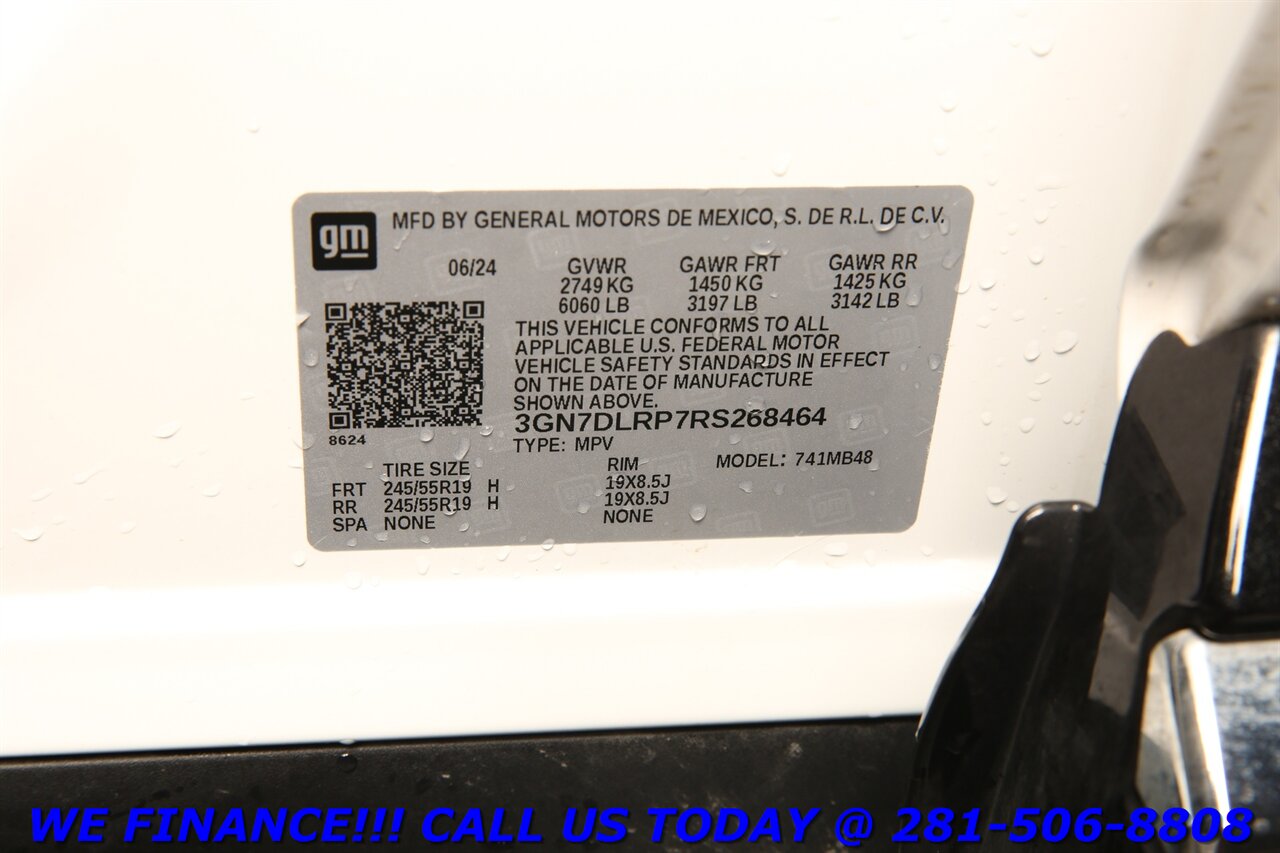 gm
MFD BY GENERAL MOTORS DE MEXICO, S. DE R.L. DE C.V.
06/24 GVWR GAWR FRT GAWR RR
2749 KG 1450 KG 1425 KG
6060 LB 3197 LB 3142 LB
THIS VEHICLE CONFORMS TO ALL
APPLICABLE U.S. FEDERAL MOTOR
VEHICLE SAFETY STANDARDS IN EFFECT
ON THE DATE OF MANUFACTURE
SHOWN ABOVE.
3GN7DLRP7RS268464
8624
TYPE: MPV
TIRE SIZE RIM MODEL: 741MB48
FRT 245/55R19 H 19X8.5J
RR 245/55R19 H 19X8.5J
SPA NONE NONE
WE FINANCE!!! CALL US TODAY @ 281-506-8808